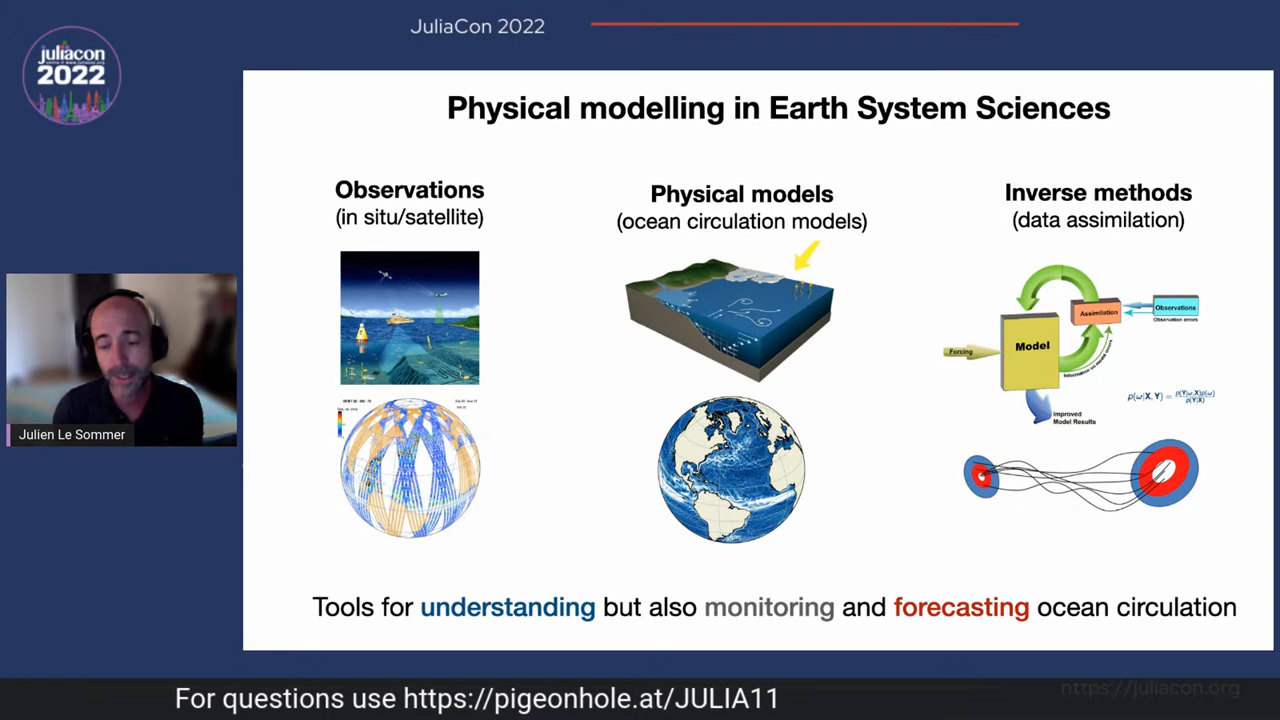 JuliaCon 2022
juliacon
2022
Physical modelling in Earth System Sciences
Observations
(in situ/satellite)
Physical models
(ocean circulation models)
Inverse methods
(data assimilation)
Observations
Observation errors
Assimilation
Model
Forcing
Improved
Model Results
p(ω|X, Y) = p(Y|ω,X)p(ω) / p(Y|X)
Julien Le Sommer
Tools for understanding but also monitoring and forecasting ocean circulation
For questions use https://pigeonhole.at/JULIA11
https://juliacon.org